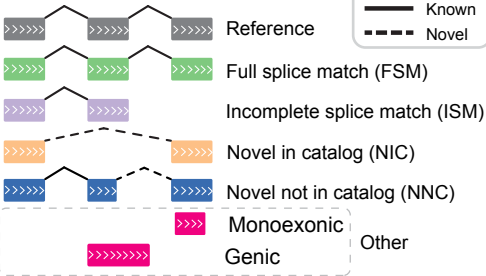 Known
Novel
Reference
Full splice match (FSM)
Incomplete splice match (ISM)
Novel in catalog (NIC)
Novel not in catalog (NNC)
Monoexonic
Genic
Other